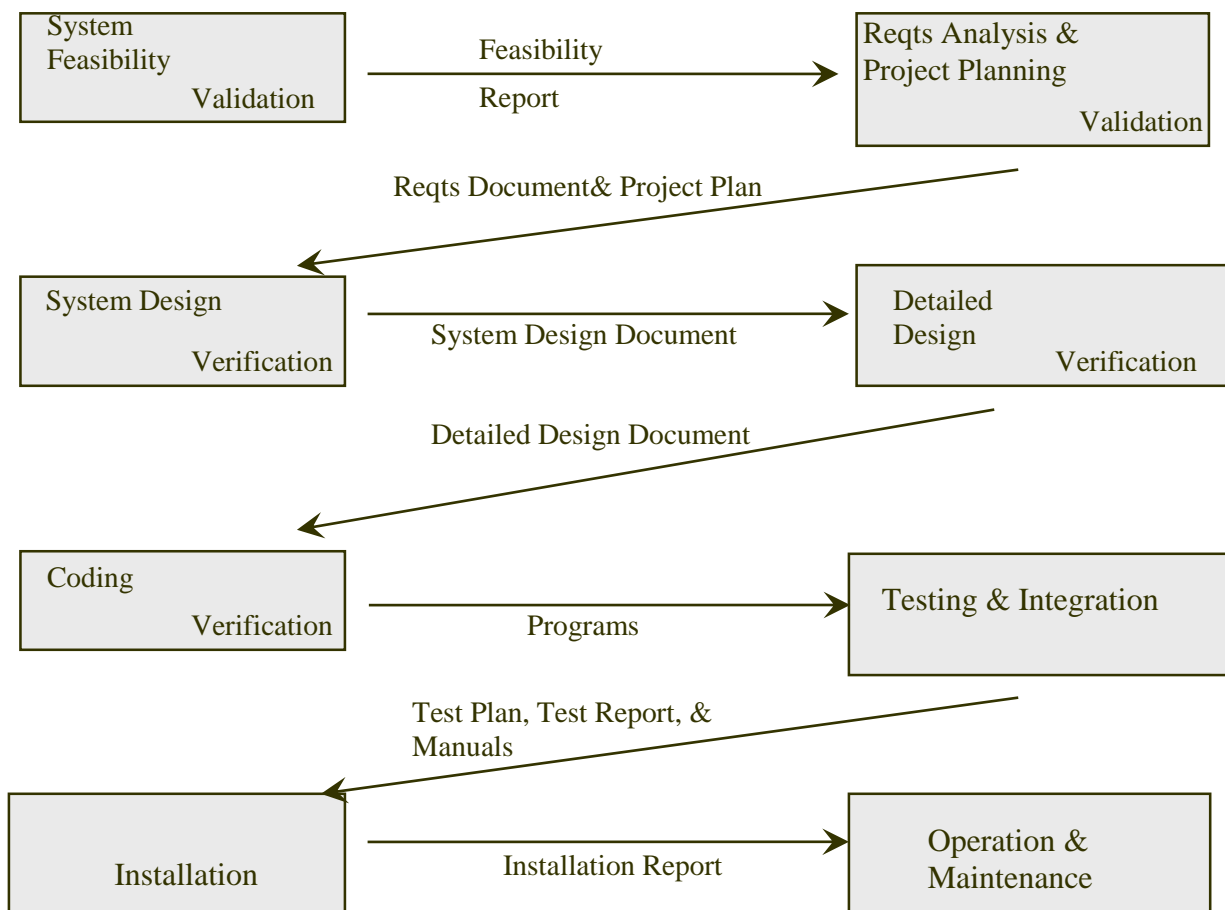 System
Feasibility
Validation
Feasibility
Report
Reqts Analysis &
Project Planning
Validation
Reqts Document& Project Plan
System Design
Verification
System Design Document
Detailed
Design
Verification
Detailed Design Document
Coding
Verification
Programs
Testing & Integration
Test Plan, Test Report, &
Manuals
Installation
Installation Report
Operation &
Maintenance